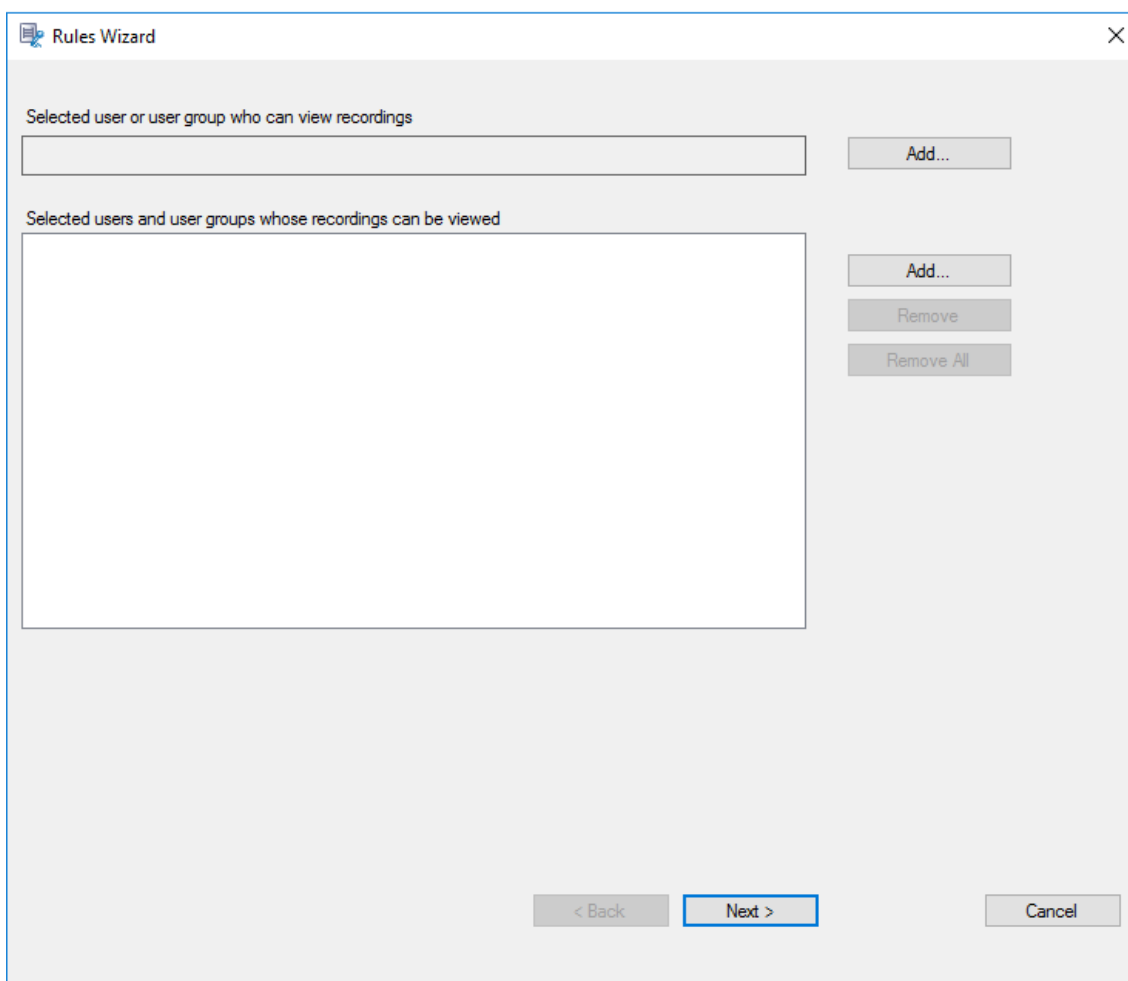 Rules Wizard
Selected user or user group who can view recordings
Add...
Selected users and user groups whose recordings can be viewed
Add...
Remove
Remove All
< Back
Next >
Cancel